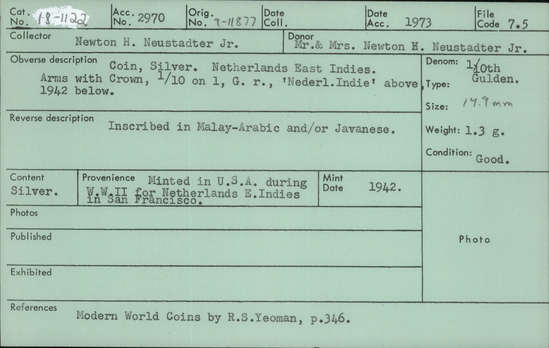 Cat. No. 18-1122 Acc. No. 2970 Orig. No. 9-11877 Date Coll. Date Acc. 1973 File Code 7.5
Collector Newton H. Neustadter Jr. Donor Mr.& Mrs. Newton H. Neustadter Jr.
Obverse description Coin, Silver. Netherlands East Indies.
Arms with Crown, 1/10 on 1, G. r., 'Nederl.Indie' above,
1942 below.
Denom: 1/10th
Type: Gulden.
Size: 14.9 mm
Weight: 1.3 g.
Condition: Good.
Reverse description
Inscribed in Malay-Arabic and/or Javanese.
Content Silver.
Provenience Minted in U.S.A. during
W.W.II for Netherlands E.Indies
in San Francisco.
Mint Date 1942.
Photos
Published
Exhibited
Photo
References
Modern World Coins by R.S.Yeoman, p.346.